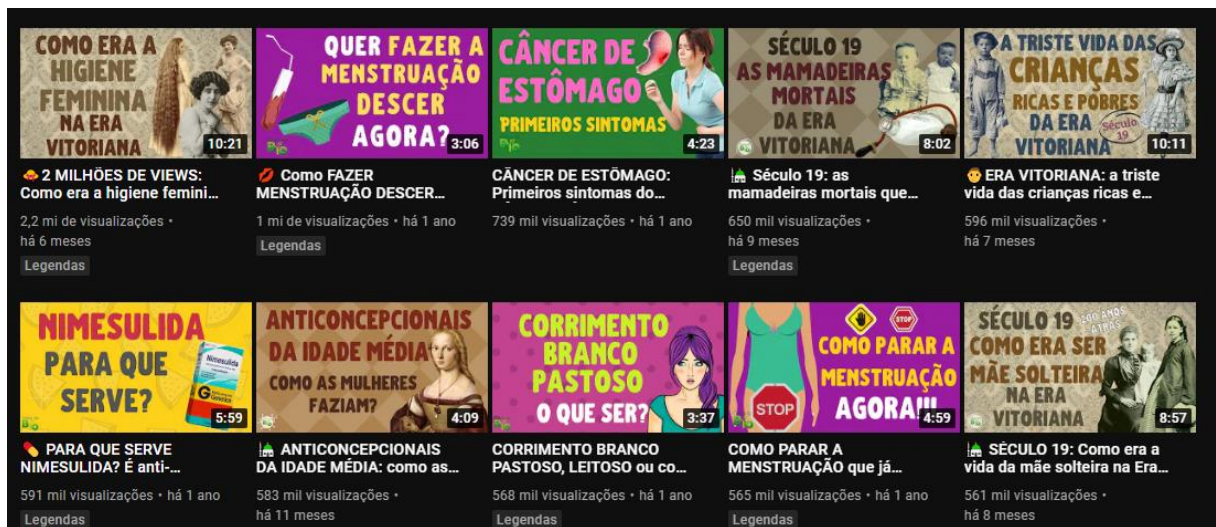 COMO ERA A
HIGIENE
FEMININA
NA ERA
VITORIANA
10:21
QUER FAZER A
MENSTRUAÇÃO
DESCER
AGORA?
3:06
CÂNCER DE
ESTÔMAGO
PRIMEIROS SINTOMAS
4:23
SÉCULO 19
AS MAMADEIRAS
MORTAIS
DA ERA
VITORIANA
8:02
A TRISTE VIDA DAS
CRIANÇAS
RICAS E POBRES
DA ERA
Século 19
VITORIANA
10:11
2 MILHÕES DE VIEWS:
Como era a higiene femini...
2,2 mi de visualizações •
há 6 meses
Legendas
Como FAZER
MENSTRUAÇÃO DESCER...
1 mi de visualizações • há 1 ano
Legendas
CÂNCER DE ESTÔMAGO:
Primeiros sintomas do...
739 mil visualizações • há 1 ano
Século 19: as
mamadeiras mortais que...
650 mil visualizações •
há 9 meses
Legendas
ERA VITORIANA: a triste
vida das crianças ricas e...
596 mil visualizações •
há 7 meses
NIMESULIDA
PARA QUE
SERVE?
Nimesulida
G
5:59
ANTICONCEPCIONAIS
DA IDADE MÉDIA
COMO AS MULHERES
FAZIAM?
4:09
CORRIMENTO
BRANCO
PASTOSO
O QUE SER?
3:37
STOP
STOP
COMO PARAR A
MENSTRUAÇÃO
AGORA!!!
4:59
SÉCULO 19
200 ANOS
ATRÁS
COMO ERA SER
MÃE SOLTEIRA
NA ERA
VITORIANA
8:57
PARA QUE SERVE
NIMESULIDA? É anti-...
591 mil visualizações • há 1 ano
Legendas
ANTICONCEPCIONAIS
DA IDADE MÉDIA: como as...
583 mil visualizações •
há 11 meses
CORRIMENTO BRANCO
PASTOSO, LEITOSO ou co...
568 mil visualizações • há 1 ano
Legendas
COMO PARAR A
MENSTRUAÇÃO que já...
565 mil visualizações • há 1 ano
Legendas
SÉCULO 19: Como era a
vida da mãe solteira na Era...
561 mil visualizações •
há 8 meses